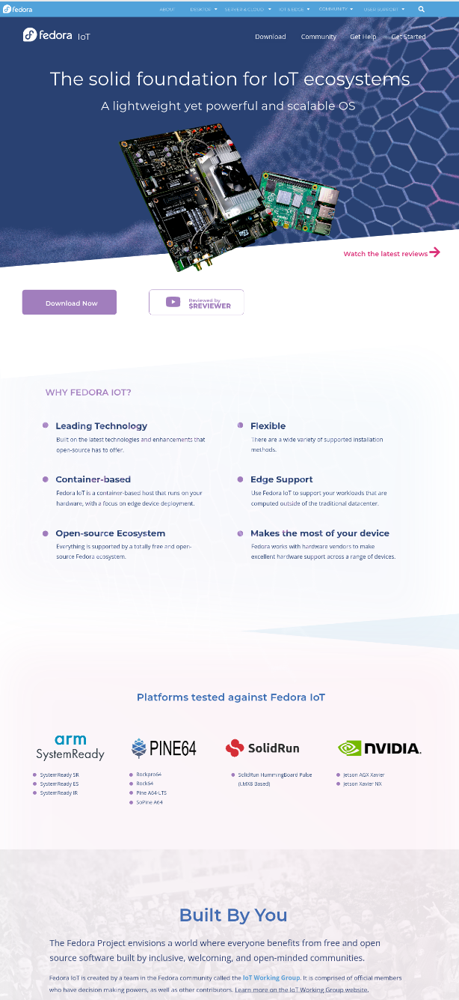 fedora ABOUT DESKTOP SERVER & CLOUD IOT & EDGE COMMUNITY USER SUPPORT
fedora IoT Download Community Get Help Get Started
The solid foundation for IoT ecosystems
A lightweight yet powerful and scalable OS
Watch the latest reviews
Download Now
Reviewed by
$REVIEWER
WHY FEDORA IOT?
Leading Technology
Built on the latest technologies and enhancements that
open-source has to offer.
Flexible
There are a wide variety of supported installation
methods.
Container-based
Fedora IoT is a container-based host that runs on your
hardware, with a focus on edge device deployment.
Edge Support
Use Fedora IoT to support your workloads that are
computed outside of the traditional datacenter.
Open-source Ecosystem
Everything is supported by a totally free and open-
source Fedora ecosystem.
Makes the most of your device
Fedora works with hardware vendors to make
excellent hardware support across a range of devices.
Platforms tested against Fedora IoT
arm
SystemReady
SystemReady SR
SystemReady ES
SystemReady IR
PINE64
Rockpro64
Rock64
Pine A64-LTS
SoPine A64
SolidRun
SolidRun HummingBoard Pulse
(i.MX8 Based)
NVIDIA.
Jetson AGX Xavier
Jetson Xavier NX
Built By You
The Fedora Project envisions a world where everyone benefits from free and open
source software built by inclusive, welcoming, and open-minded communities.
Fedora IoT is created by a team in the Fedora community called the IoT Working Group. It is comprised of official members
who have decision making powers, as well as other contributors. Learn more on the IoT Working Group website.